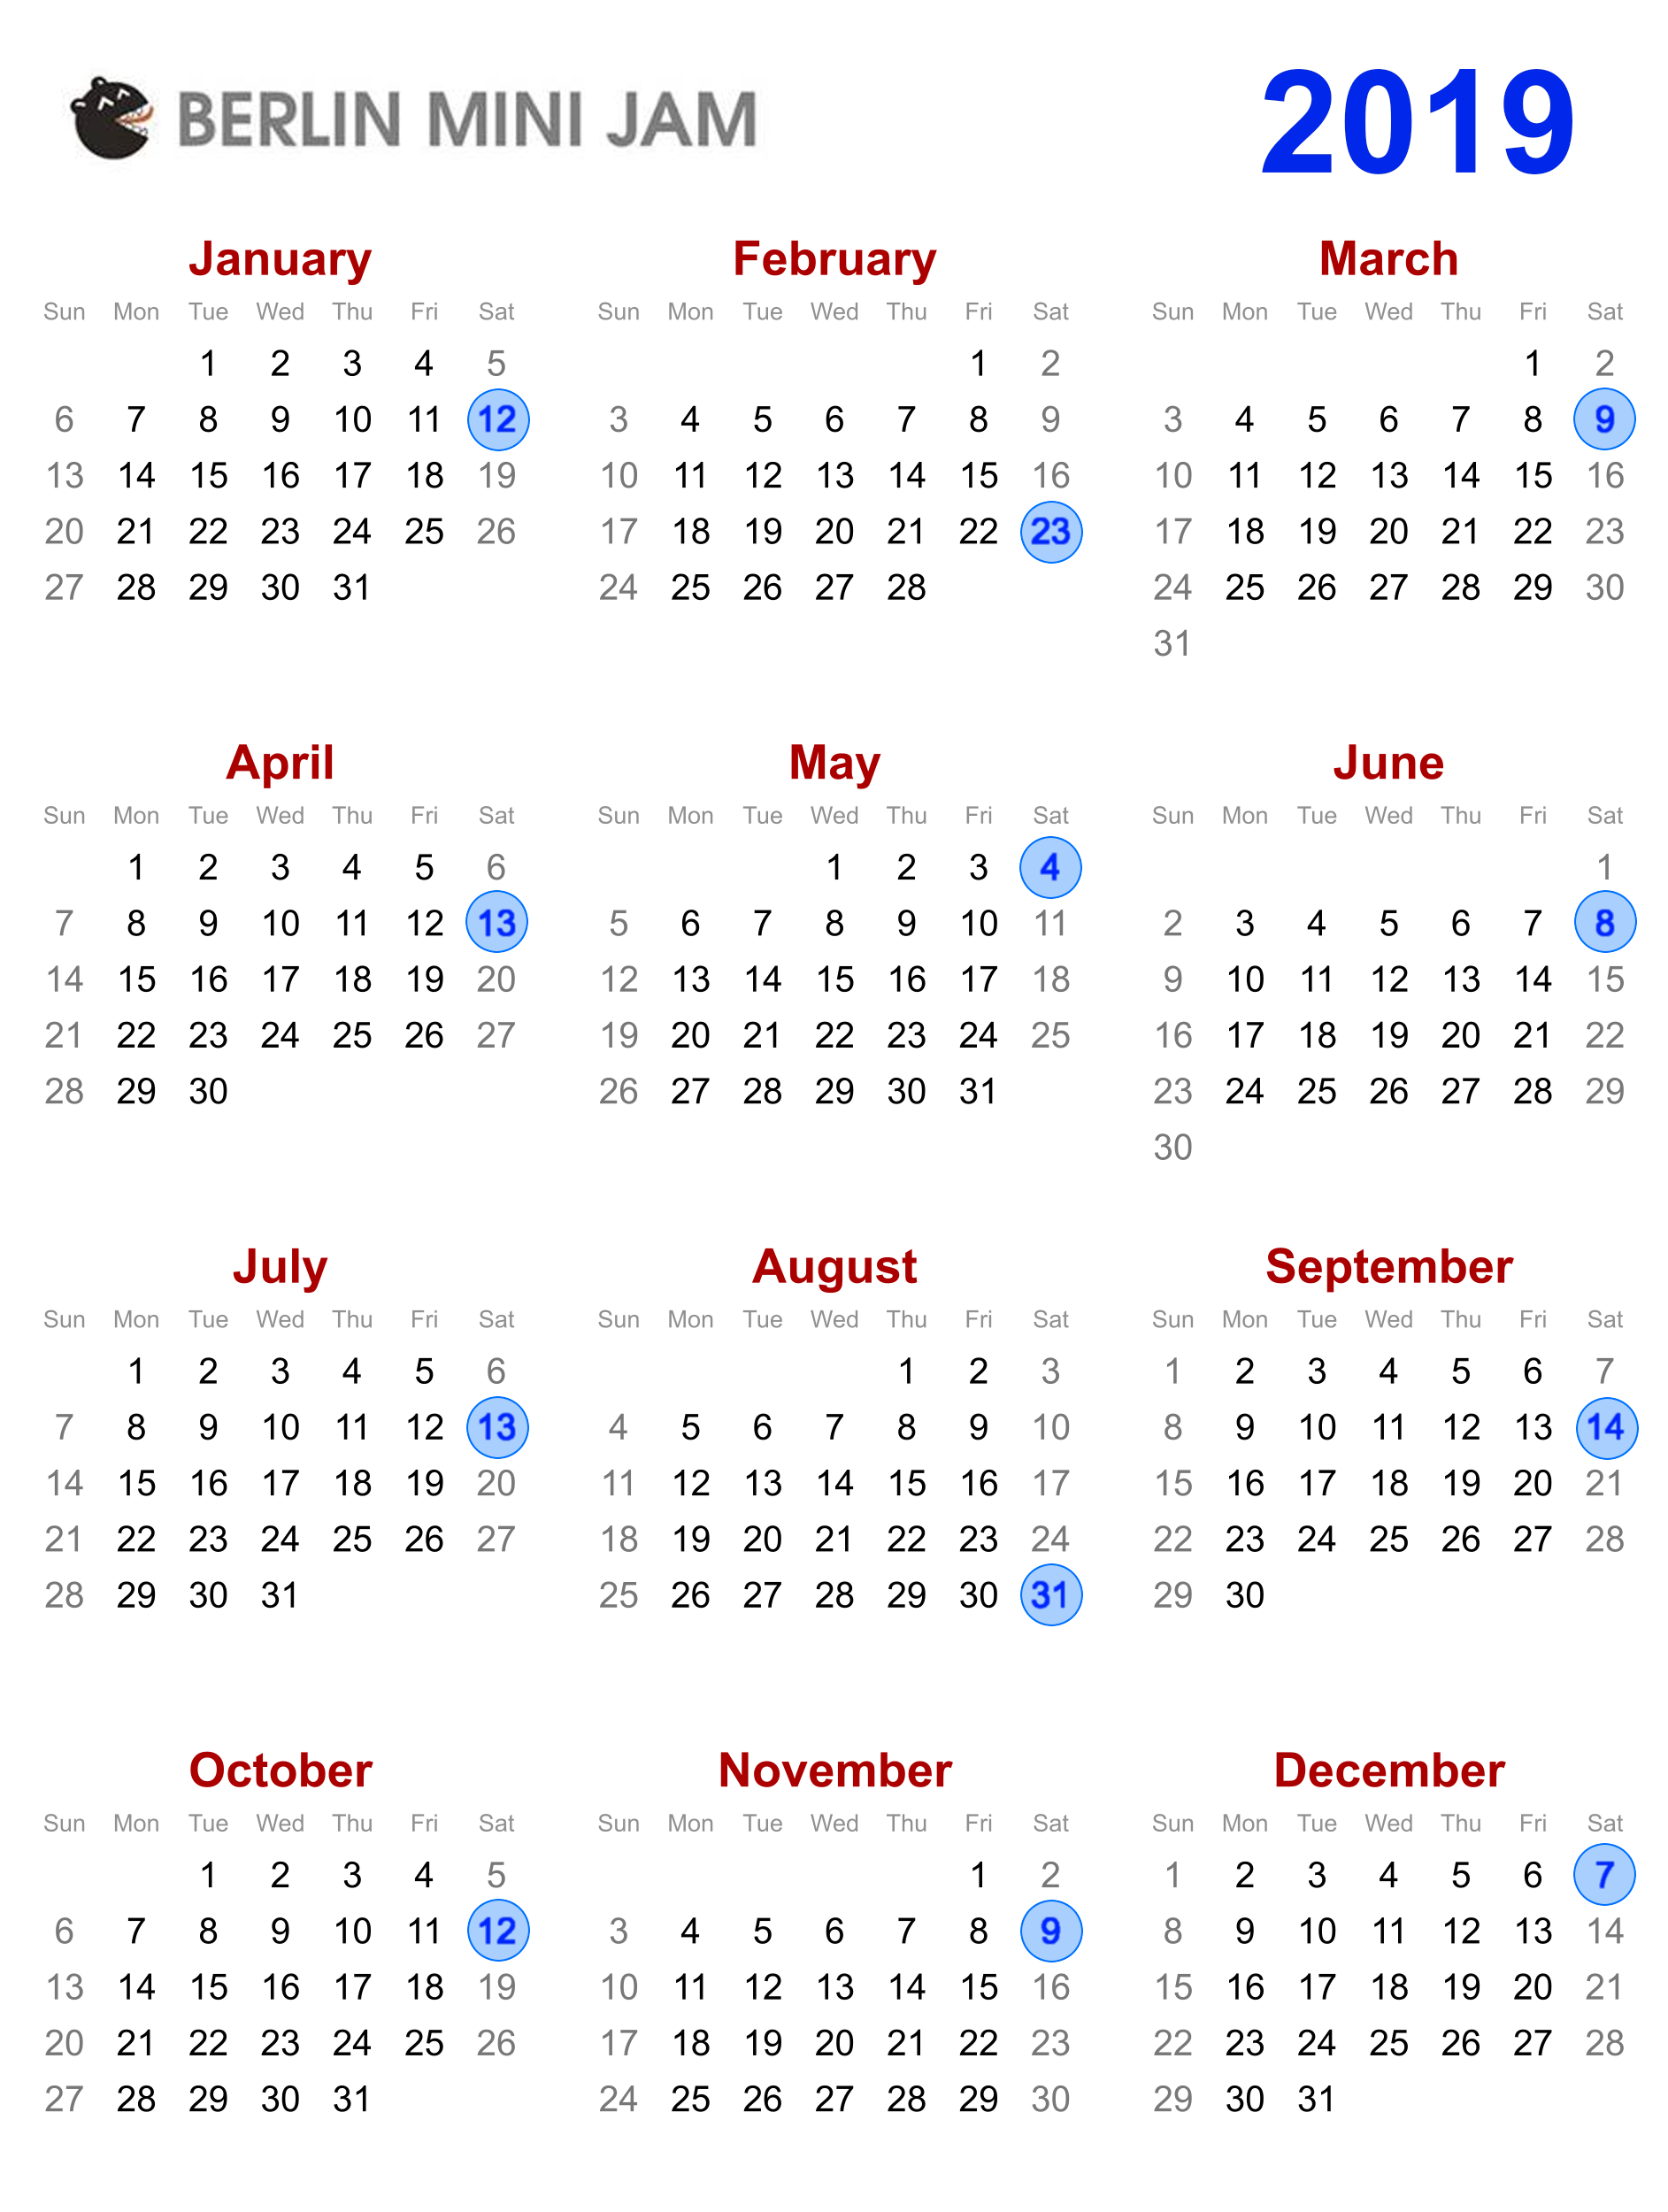 BERLIN MINI JAM 2019
January February March
Sun Mon Tue Wed Thu Fri Sat Sun Mon Tue Wed Thu Fri Sat Sun Mon Tue Wed Thu Fri Sat
1 2 3 4 5 1 2 1 2
6 7 8 9 10 11 12 3 4 5 6 7 8 9 3 4 5 6 7 8 9
13 14 15 16 17 18 19 10 11 12 13 14 15 16 10 11 12 13 14 15 16
20 21 22 23 24 25 26 17 18 19 20 21 22 23 17 18 19 20 21 22 23
27 28 29 30 31 24 25 26 27 28 24 25 26 27 28 29 30
31
April May June
Sun Mon Tue Wed Thu Fri Sat Sun Mon Tue Wed Thu Fri Sat Sun Mon Tue Wed Thu Fri Sat
1 2 3 4 5 6 1 2 3 4 1
7 8 9 10 11 12 13 5 6 7 8 9 10 11 2 3 4 5 6 7 8
14 15 16 17 18 19 20 12 13 14 15 16 17 18 9 10 11 12 13 14 15
21 22 23 24 25 26 27 19 20 21 22 23 24 25 16 17 18 19 20 21 22
28 29 30 26 27 28 29 30 31 23 24 25 26 27 28 29
30
July August September
Sun Mon Tue Wed Thu Fri Sat Sun Mon Tue Wed Thu Fri Sat Sun Mon Tue Wed Thu Fri Sat
1 2 3 4 5 6 1 2 3 1 2 3 4 5 6 7
7 8 9 10 11 12 13 4 5 6 7 8 9 10 8 9 10 11 12 13 14
14 15 16 17 18 19 20 11 12 13 14 15 16 17 15 16 17 18 19 20 21
21 22 23 24 25 26 27 18 19 20 21 22 23 24 22 23 24 25 26 27 28
28 29 30 31 25 26 27 28 29 30 31 29 30
October November December
Sun Mon Tue Wed Thu Fri Sat Sun Mon Tue Wed Thu Fri Sat Sun Mon Tue Wed Thu Fri Sat
1 2 3 4 5 1 2 1 2 3 4 5 6 7
6 7 8 9 10 11 12 3 4 5 6 7 8 9 8 9 10 11 12 13 14
13 14 15 16 17 18 19 10 11 12 13 14 15 16 15 16 17 18 19 20 21
20 21 22 23 24 25 26 17 18 19 20 21 22 23 22 23 24 25 26 27 28
27 28 29 30 31 24 25 26 27 28 29 30 29 30 31